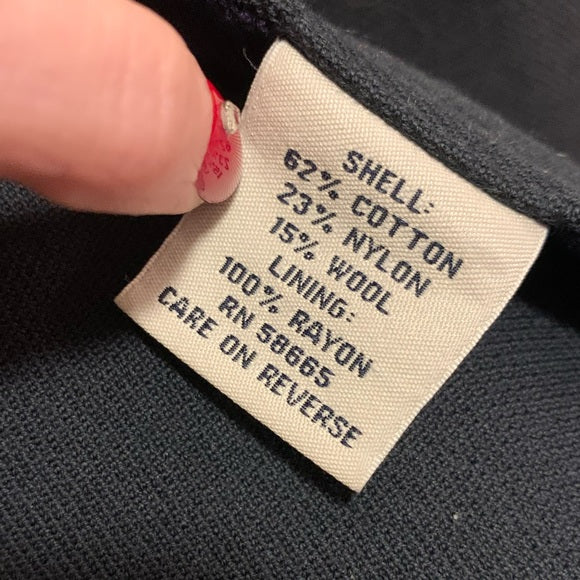 SHELL:
62% COTTON
23% NYLON
15% WOOL
LINING:
100% RAYON
RN 58665
CARE ON REVERSE